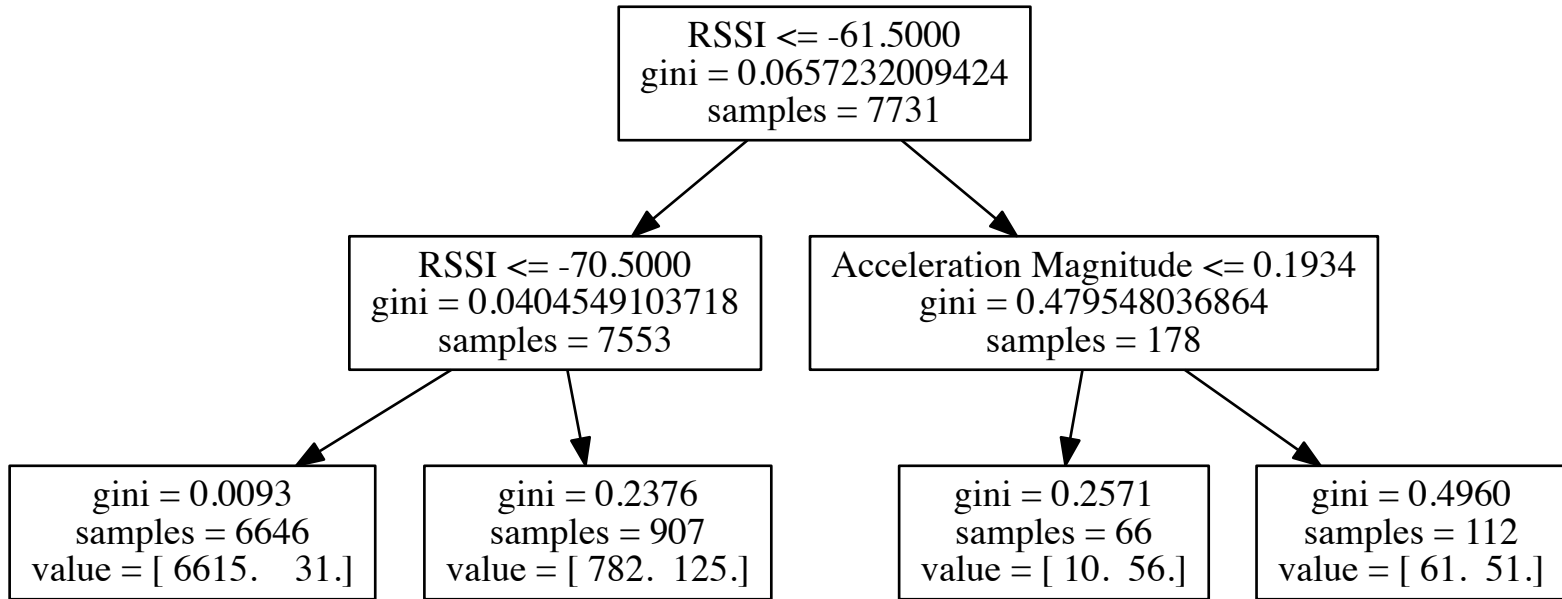 RSSI <= -61.5000
gini = 0.0657232009424
samples = 7731
RSSI <= -70.5000
gini = 0.0404549103718
samples = 7553
Acceleration Magnitude <= 0.1934
gini = 0.479548036864
samples = 178
gini = 0.0093
samples = 6646
value = [ 6615.    31.]
gini = 0.2376
samples = 907
value = [ 782.  125.]
gini = 0.2571
samples = 66
value = [ 10.  56.]
gini = 0.4960
samples = 112
value = [ 61.  51.]